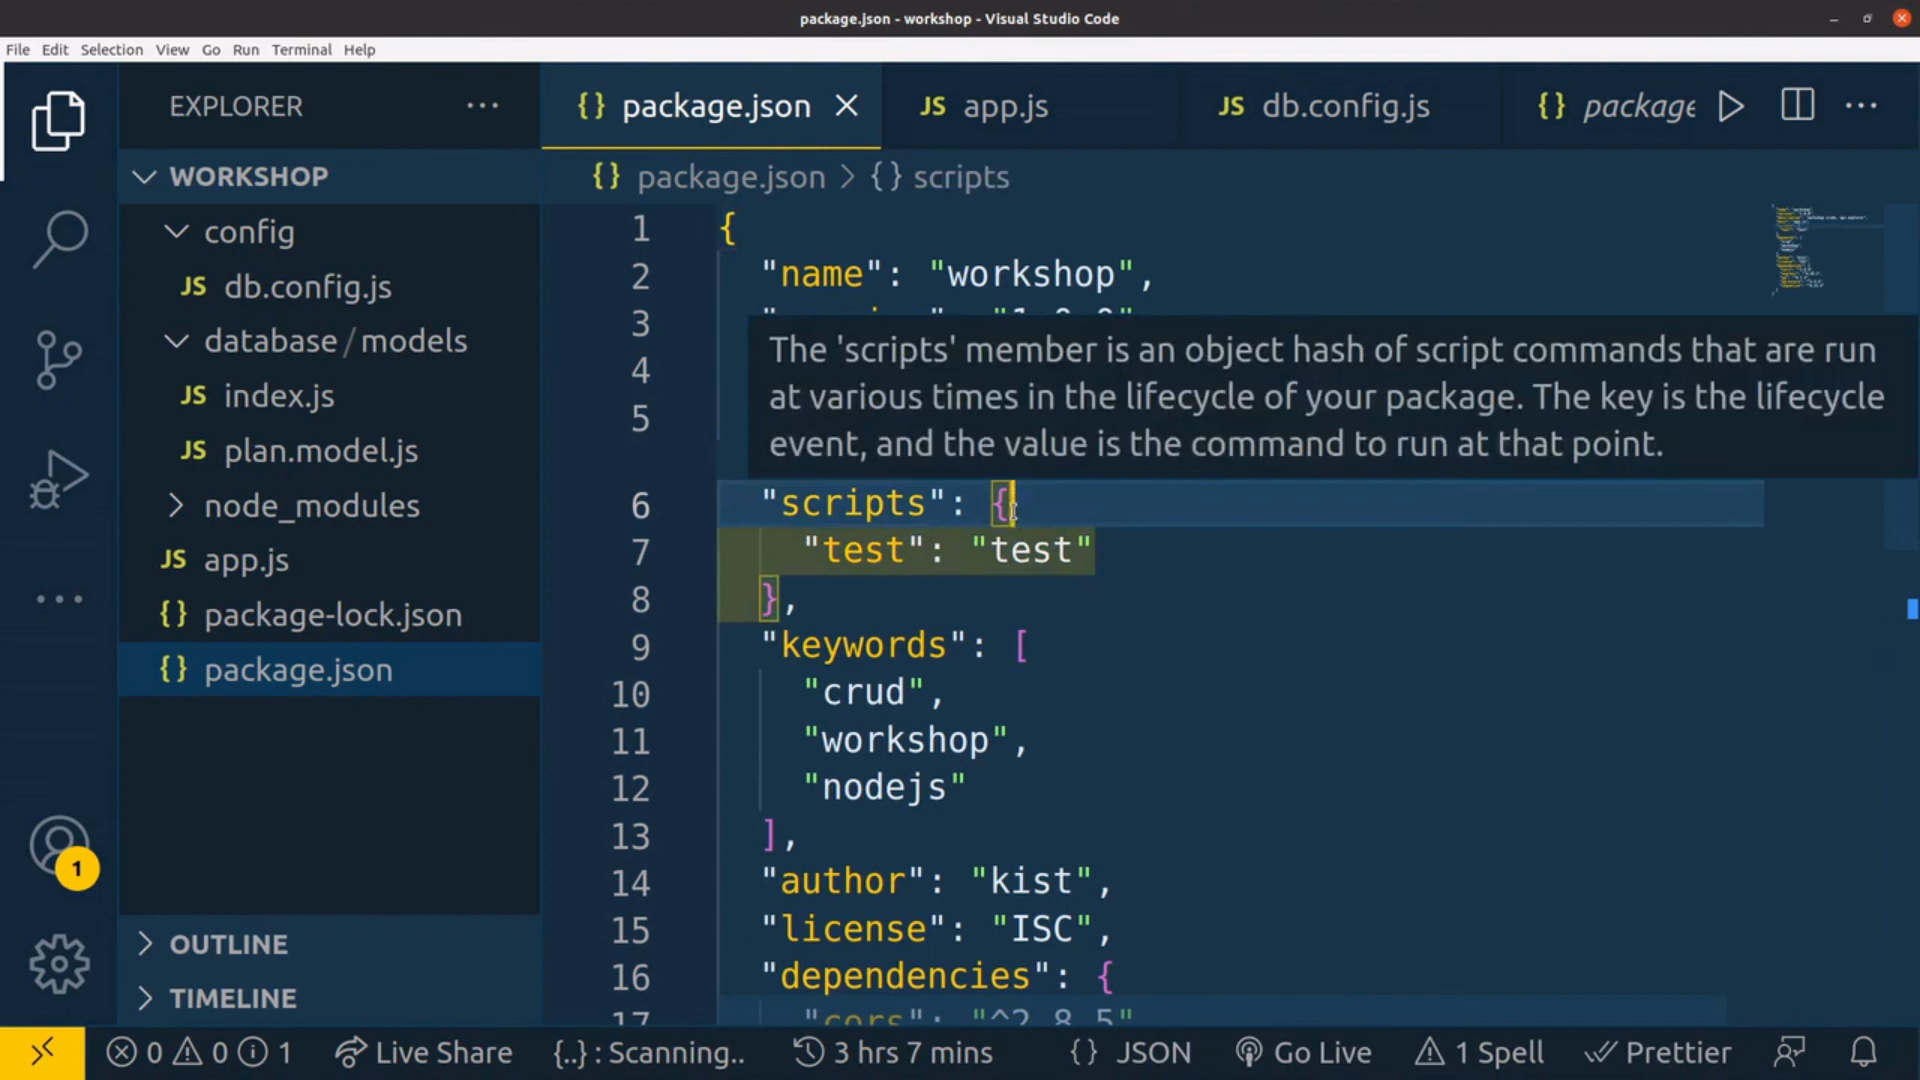 package.json - workshop - Visual Studio Code
File Edit Selection View Go Run Terminal Help
EXPLORER
WORKSHOP
config
JS db.config.js
database / models
JS index.js
JS plan.model.js
node_modules
JS app.js
{} package-lock.json
{} package.json
OUTLINE
TIMELINE
1
{} package.json
JS app.js
JS db.config.js
{} package
{} package.json > {} scripts
1 {
2 "name": "workshop",
3
4
5
The 'scripts' member is an object hash of script commands that are run
at various times in the lifecycle of your package. The key is the lifecycle
event, and the value is the command to run at that point.
6 "scripts": {
7 "test": "test"
8 },
9 "keywords": [
10 "crud",
11 "workshop",
12 "nodejs"
13 ],
14 "author": "kist",
15 "license": "ISC",
16 "dependencies": {
17 "cors": "^2.8.5"
0 0 1 Live Share {..} : Scanning.. 3 hrs 7 mins {} JSON Go Live 1 Spell Prettier